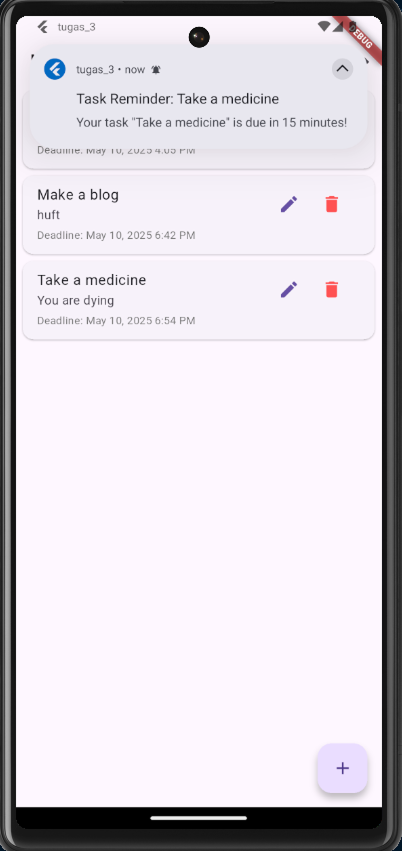 tugas_3
DEBUG
tugas_3 • now
Task Reminder: Take a medicine
Your task "Take a medicine" is due in 15 minutes!
Deadline: May 10, 2025 4:05 PM
Make a blog
huft
Deadline: May 10, 2025 6:42 PM
Take a medicine
You are dying
Deadline: May 10, 2025 6:54 PM